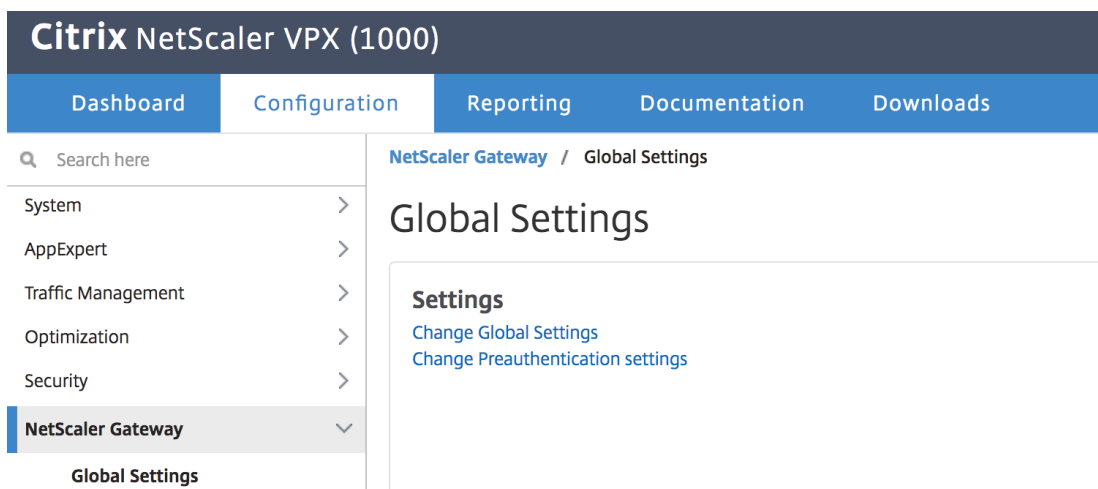 Citrix NetScaler VPX (1000)
Dashboard Configuration Reporting Documentation Downloads
Search here
System
AppExpert
Traffic Management
Optimization
Security
NetScaler Gateway
Global Settings
NetScaler Gateway / Global Settings
Global Settings
Settings
Change Global Settings
Change Preauthentication settings